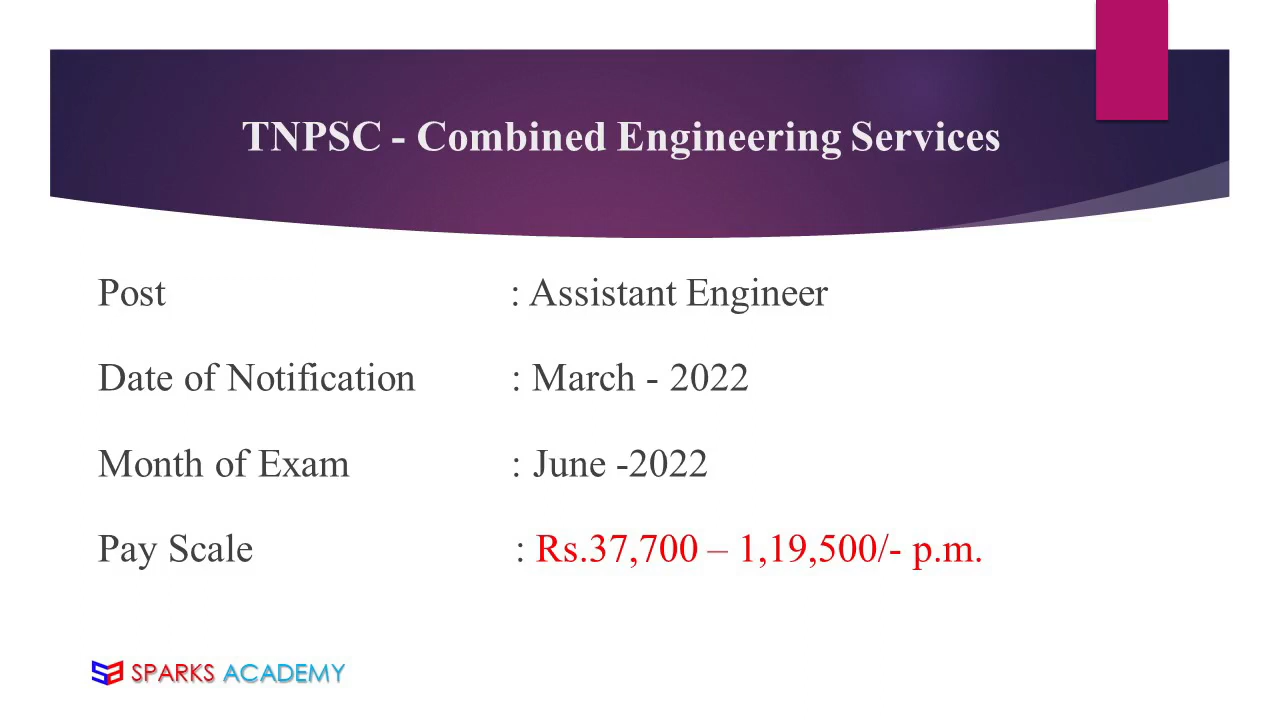 TNPSC - Combined Engineering Services
Post : Assistant Engineer
Date of Notification : March - 2022
Month of Exam : June -2022
Pay Scale : Rs.37,700 – 1,19,500/- p.m.
SPARKS ACADEMY